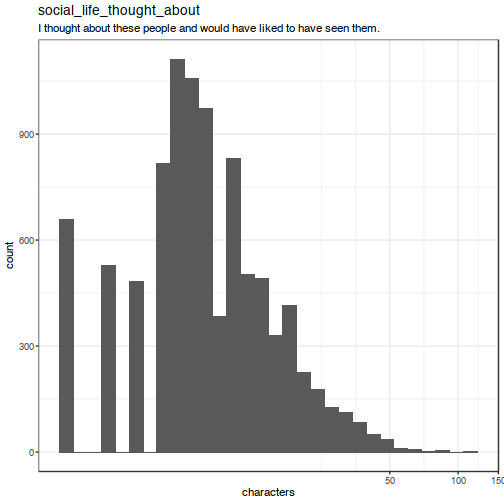 social_life_thought_about
I thought about these people and would have liked to have seen them.
count
900
600
300
0
50
100
150
characters